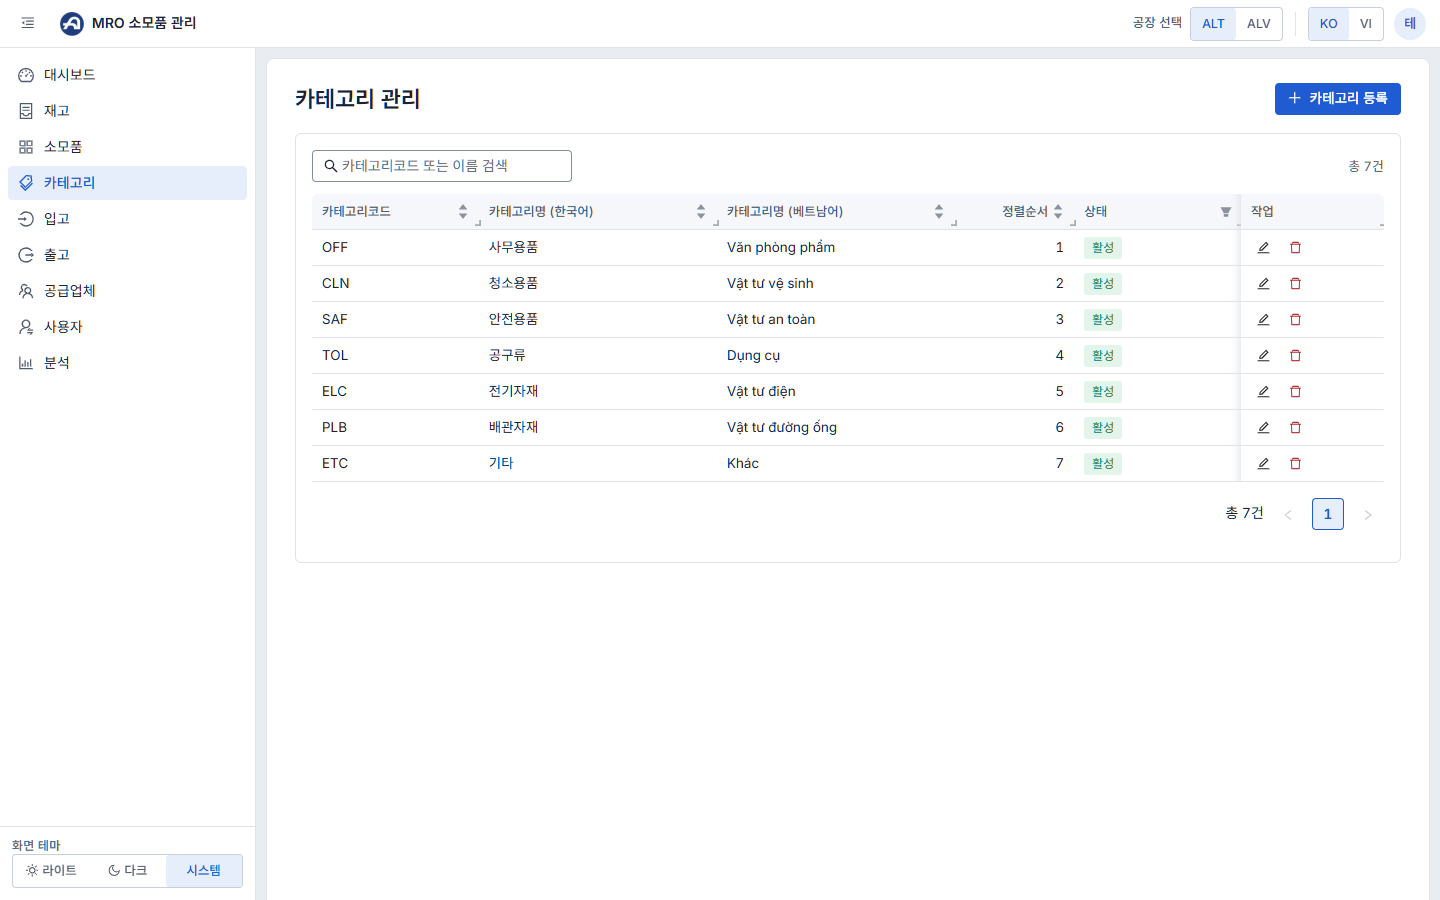 MRO 소모품 관리
공장 선택 ALT ALV KO VI 테
대시보드
재고
소모품
카테고리
입고
출고
공급업체
사용자
분석
화면 테마
라이트 다크 시스템
카테고리 관리
카테고리 등록
카테고리코드 또는 이름 검색
총 7건
카테고리코드 카테고리명 (한국어) 카테고리명 (베트남어) 정렬순서 상태 작업
OFF 사무용품 Văn phòng phẩm 1 활성
CLN 청소용품 Vật tư vệ sinh 2 활성
SAF 안전용품 Vật tư an toàn 3 활성
TOL 공구류 Dụng cụ 4 활성
ELC 전기자재 Vật tư điện 5 활성
PLB 배관자재 Vật tư đường ống 6 활성
ETC 기타 Khác 7 활성
총 7건 1